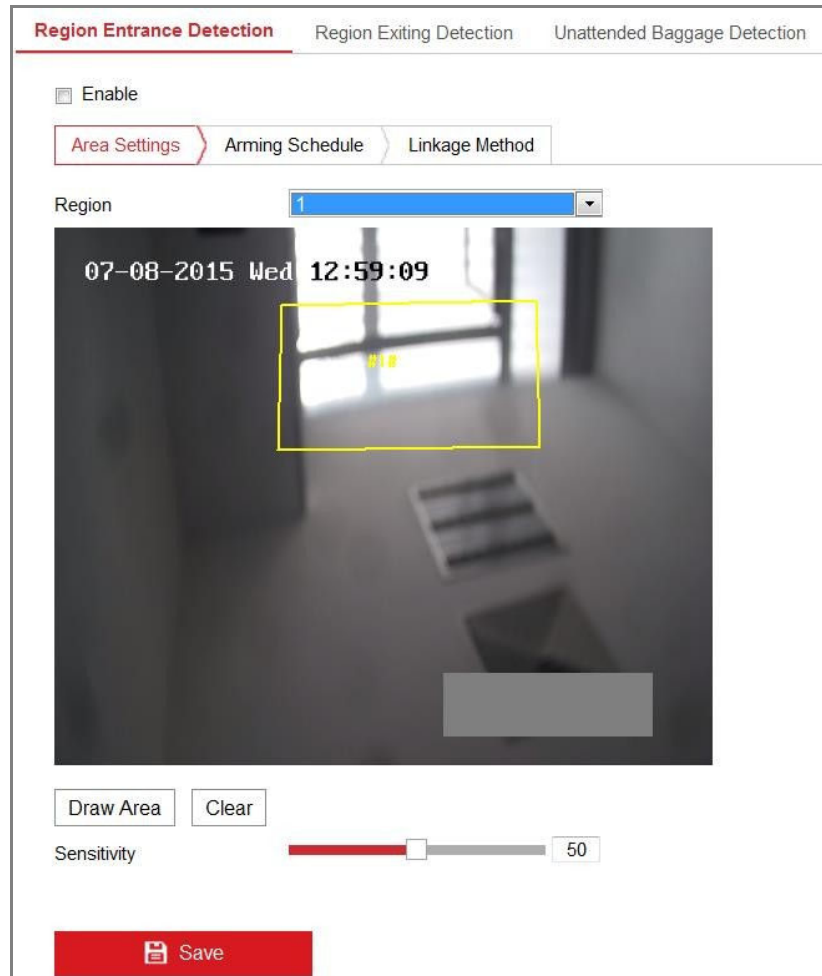 Region Entrance Detection Region Exiting Detection Unattended Baggage Detection
Enable
Area Settings Arming Schedule Linkage Method
Region 1
07-08-2015 Wed 12:59:09
#1#
Draw Area Clear
Sensitivity 50
Save